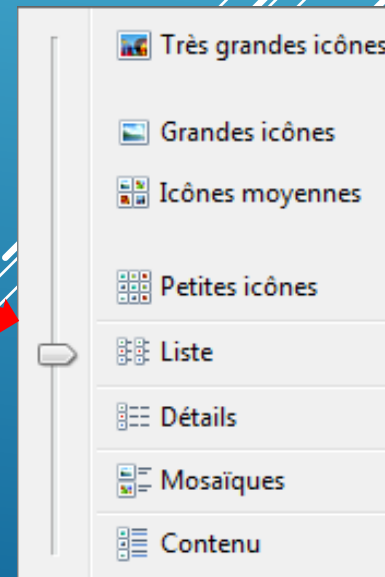 Très grandes icônes
Grandes icônes
Icônes moyennes
Petites icônes
Liste
Détails
Mosaïques
Contenu